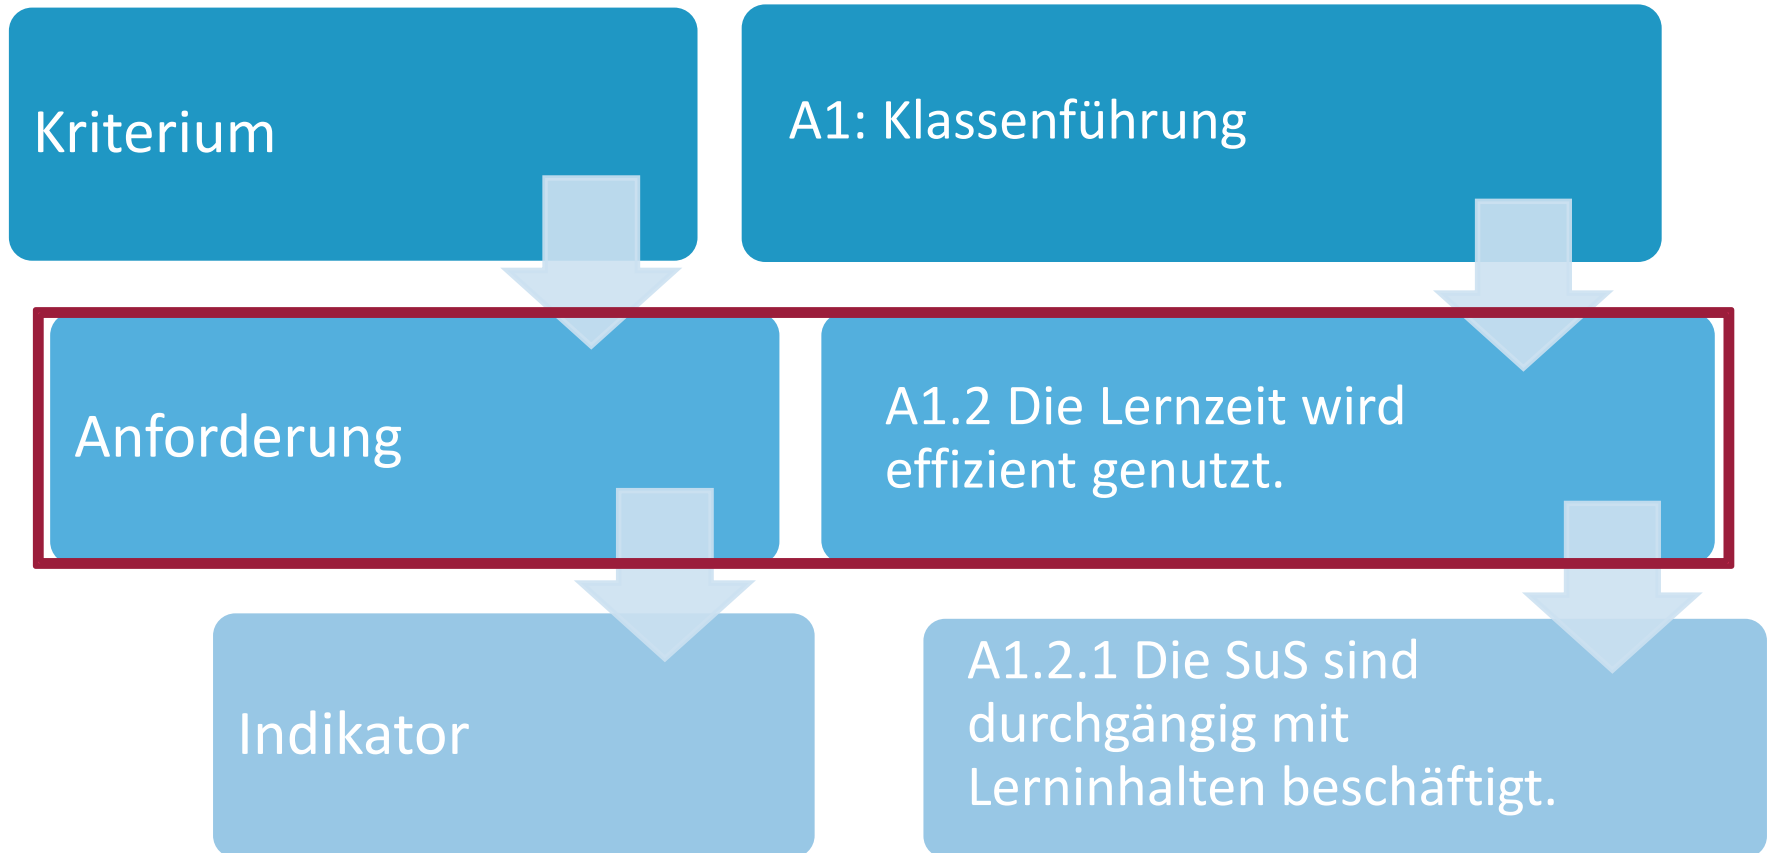 Kriterium
A1: Klassenführung
Anforderung
A1.2 Die Lernzeit wird
effizient genutzt.
Indikator
A1.2.1 Die SuS sind
durchgängig mit
Lerninhalten beschäftigt.